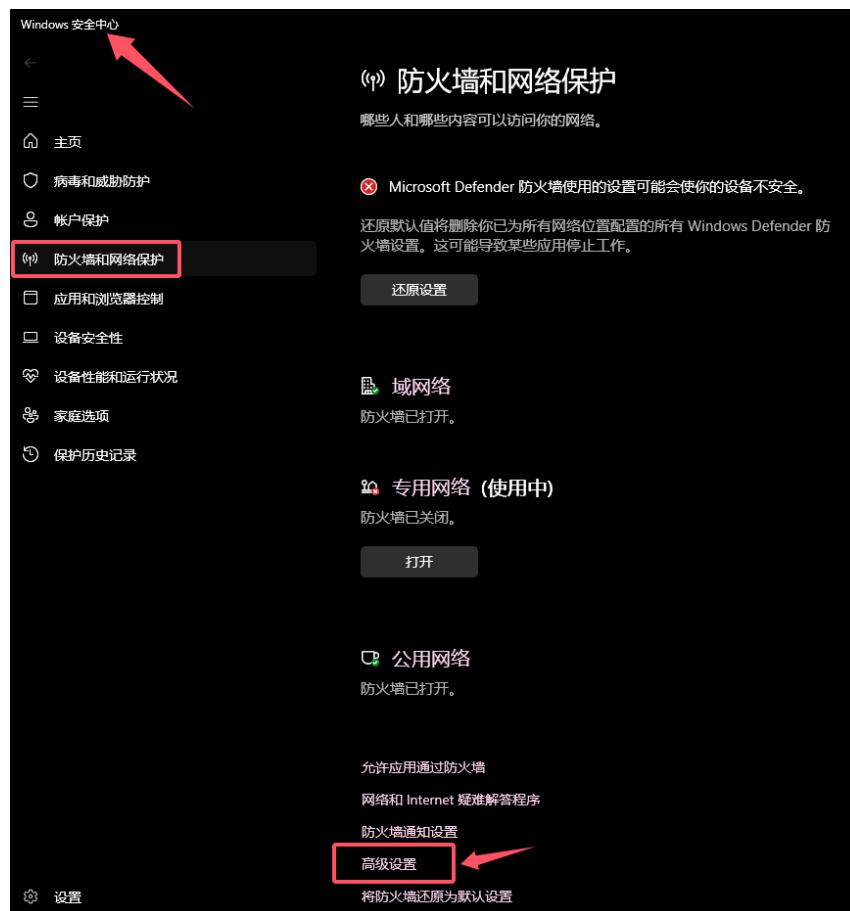 Windows 安全中心
主页
病毒和威胁防护
帐户保护
防火墙和网络保护
应用和浏览器控制
设备安全性
设备性能和运行状况
家庭选项
保护历史记录
设置
防火墙和网络保护
哪些人和哪些内容可以访问你的网络。
Microsoft Defender 防火墙使用的设置可能会使你的设备不安全。
还原默认值将删除你已为所有网络位置配置的所有 Windows Defender 防
火墙设置。这可能导致某些应用停止工作。
还原设置
域网络
防火墙已打开。
专用网络 (使用中)
防火墙已关闭。
打开
公用网络
防火墙已打开。
允许应用通过防火墙
网络和 Internet 疑难解答程序
防火墙通知设置
高级设置
将防火墙还原为默认设置